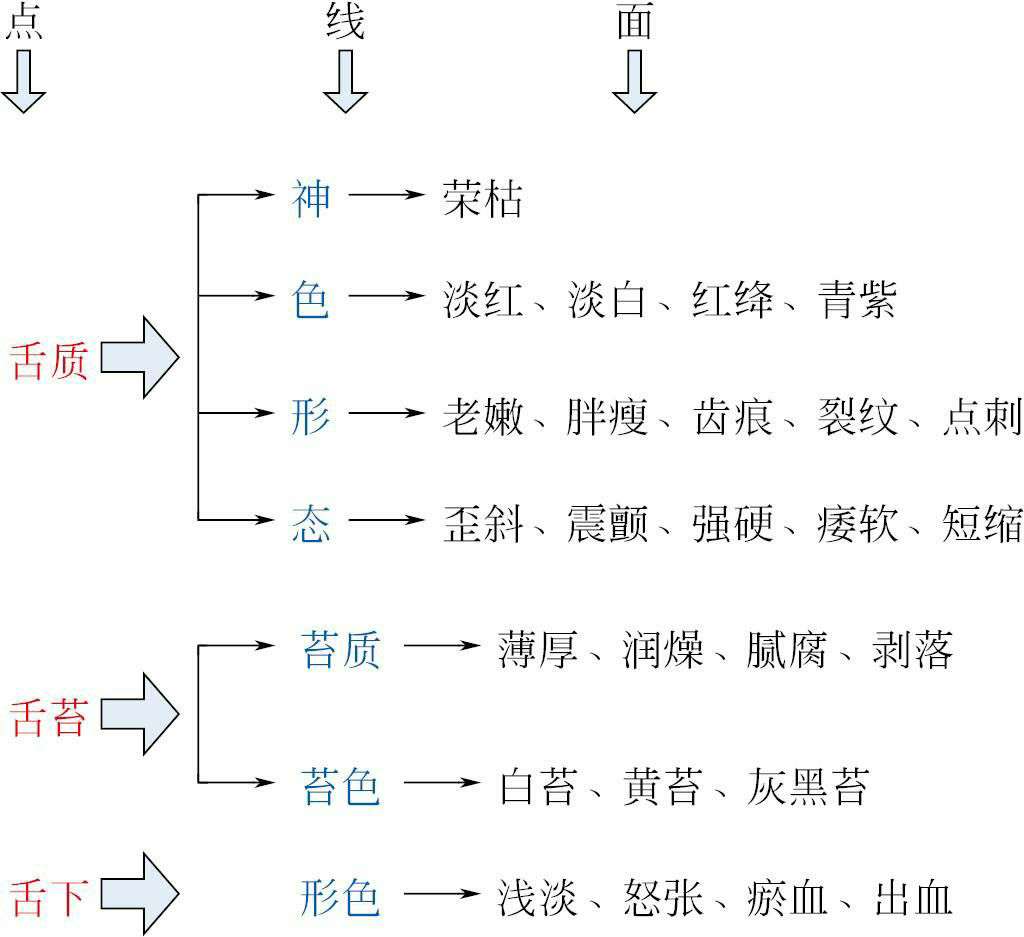 点 线 面
神 荣枯
色 淡红、淡白、红绛、青紫
舌质
形 老嫩、胖瘦、齿痕、裂纹、点刺
态 歪斜、震颤、强硬、痿软、短缩
苔质 薄厚、润燥、腻腐、剥落
舌苔
苔色 白苔、黄苔、灰黑苔
舌下 形色 浅淡、怒张、瘀血、出血